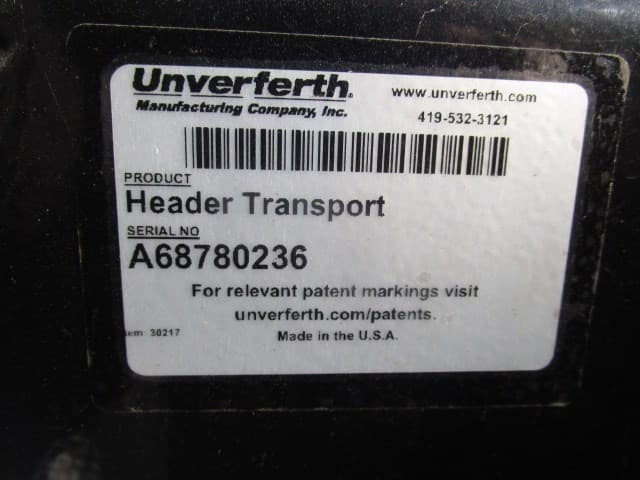 Unverferth®
Manufacturing Company, Inc.
www.unverferth.com
419-532-3121
PRODUCT
Header Transport
SERIAL NO
A68780236
For relevant patent markings visit
unverferth.com/patents.
30217
Made in the U.S.A.